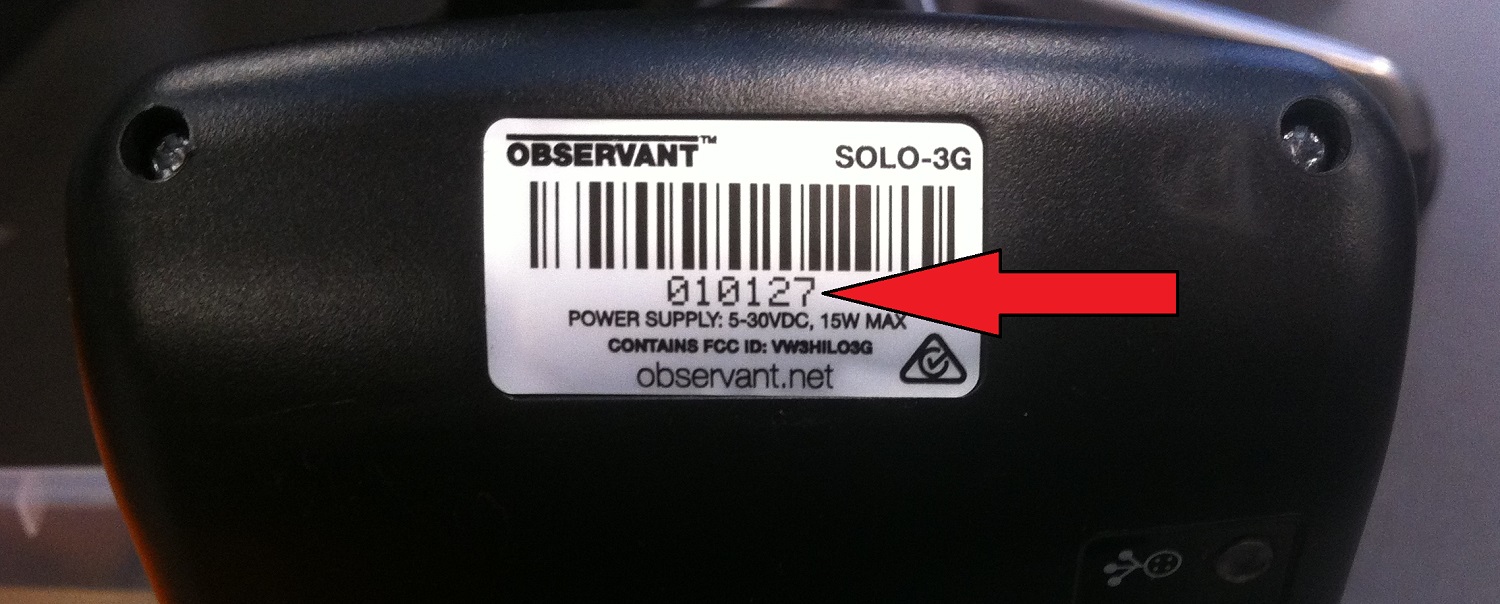 OBSERVANT™ SOLO-3G
010127
POWER SUPPLY: 5-30VDC, 15W MAX
CONTAINS FCC ID: VW3HILO3G
observant.net